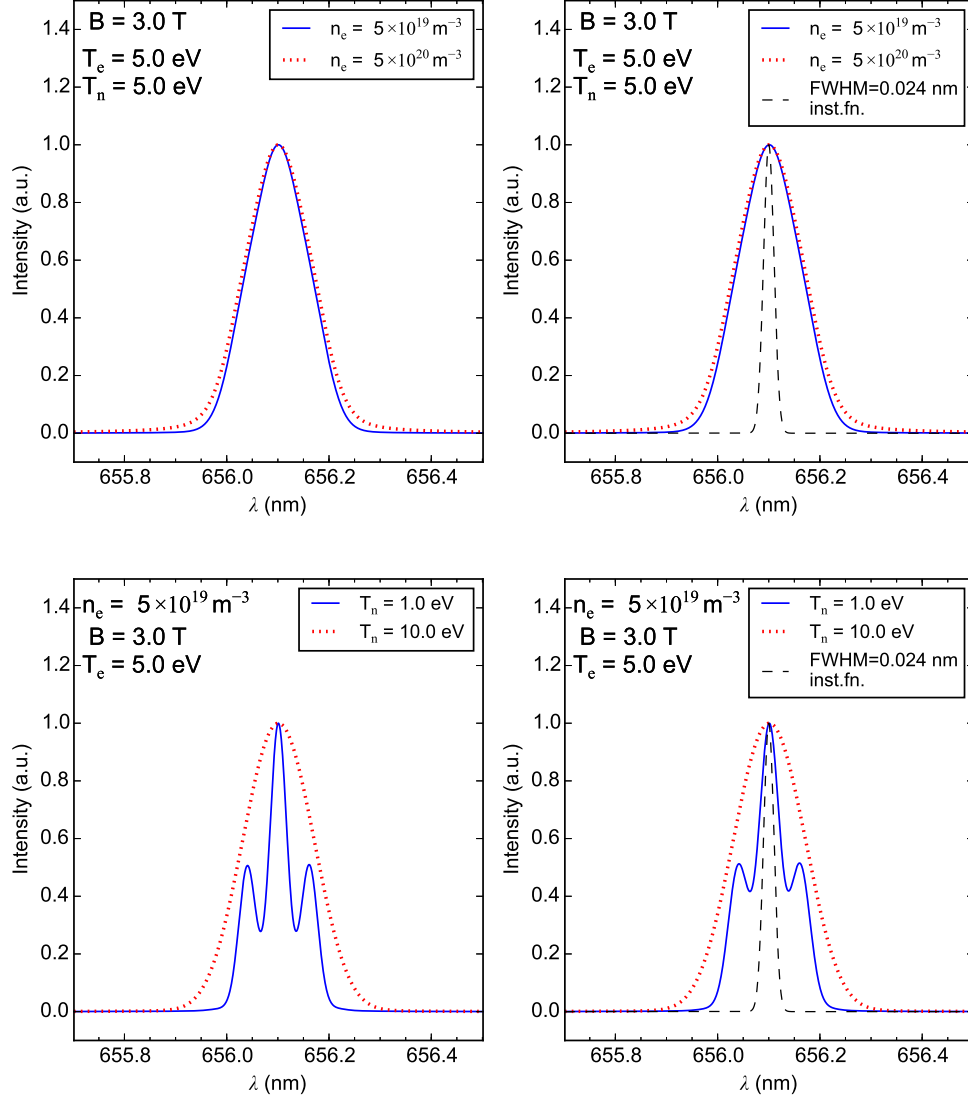 B = 3.0 T
T_e = 5.0 eV
T_n = 5.0 eV
n_e = 5×10^19 m^−3
n_e = 5×10^20 m^−3
1.4
1.2
1.0
0.8
0.6
0.4
0.2
0.0
Intensity (a.u.)
655.8 656.0 656.2 656.4
λ (nm)
B = 3.0 T
T_e = 5.0 eV
T_n = 5.0 eV
n_e = 5×10^19 m^−3
n_e = 5×10^20 m^−3
FWHM=0.024 nm
inst.fn.
1.4
1.2
1.0
0.8
0.6
0.4
0.2
0.0
Intensity (a.u.)
655.8 656.0 656.2 656.4
λ (nm)
n_e = 5×10^19 m^−3
B = 3.0 T
T_e = 5.0 eV
T_n = 1.0 eV
T_n = 10.0 eV
1.4
1.2
1.0
0.8
0.6
0.4
0.2
0.0
Intensity (a.u.)
655.8 656.0 656.2 656.4
λ (nm)
n_e = 5×10^19 m^−3
B = 3.0 T
T_e = 5.0 eV
T_n = 1.0 eV
T_n = 10.0 eV
FWHM=0.024 nm
inst.fn.
1.4
1.2
1.0
0.8
0.6
0.4
0.2
0.0
Intensity (a.u.)
655.8 656.0 656.2 656.4
λ (nm)